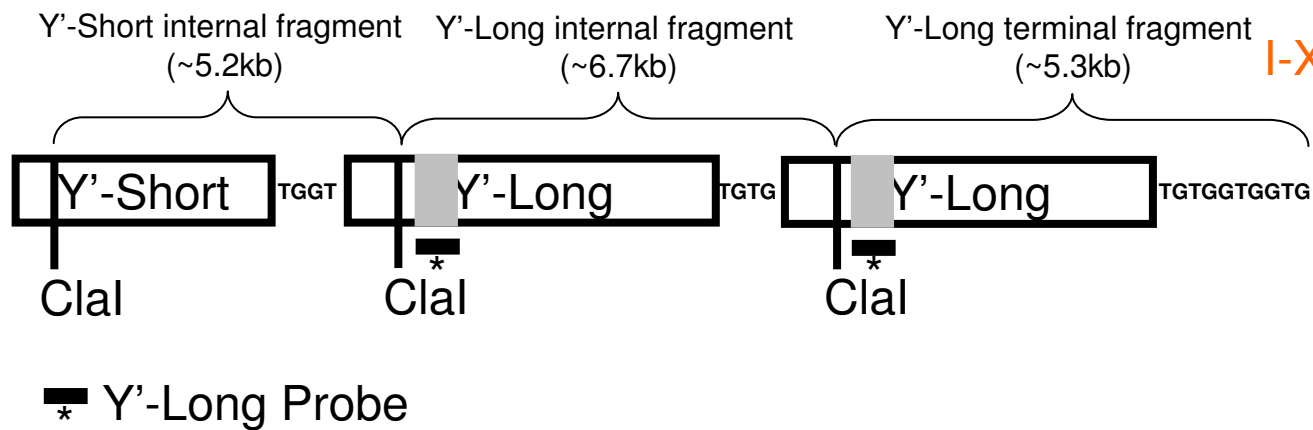 Y'-Short internal fragment Y'-Long internal fragment Y'-Long terminal fragment
(~5.2kb) (~6.7kb) (~5.3kb) I-X
Y'-Short TGGT Y'-Long TGTG Y'-Long TGTGGTGGTG
* *
ClaI ClaI ClaI
* Y'-Long Probe